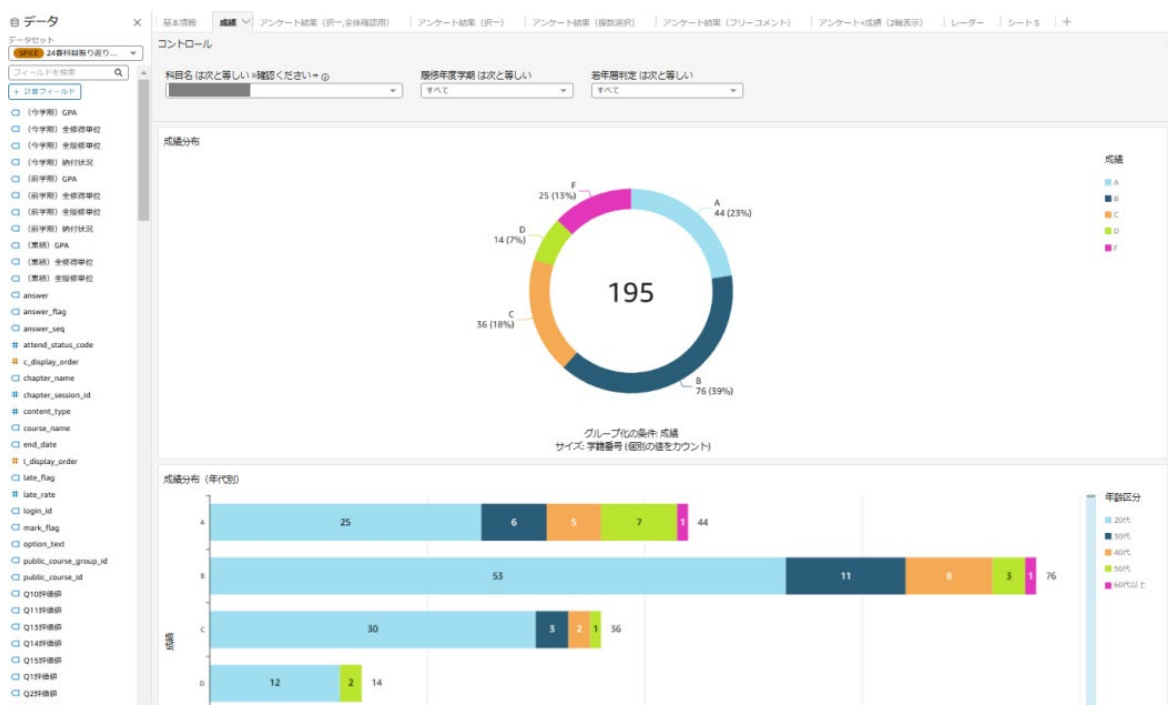 データ
データセット
SPICE 24春科目振り返り...
フィールドを検索
+ 計算フィールド
(今学期) GPA
(今学期) 全修得単位
(今学期) 全履修単位
(今学期) 納付状況
(前学期) GPA
(前学期) 全修得単位
(前学期) 全履修単位
(前学期) 納付状況
(累積) GPA
(累積) 全修得単位
(累積) 全履修単位
answer
answer_flag
answer_seq
# attend_status_code
# c_display_order
chapter_name
# chapter_session_id
# content_type
course_name
end_date
# l_display_order
late_flag
# late_rate
login_id
mark_flag
option_text
public_course_group_id
public_course_id
Q10評価値
Q11評価値
Q13評価値
Q14評価値
Q15評価値
Q1評価値
Q2評価値
基本情報
成績
アンケート結果(択一,全体確認用)
アンケート結果(択一)
アンケート結果(複数選択)
アンケート結果(フリーコメント)
アンケート×成績(2軸表示)
レーダー
シート5
+
コントロール
科目名 は次と等しい ※確認ください→
履修年度学期 は次と等しい
すべて
若年層判定 は次と等しい
すべて
成績分布
F
25 (13%)
A
44 (23%)
D
14 (7%)
C
36 (18%)
B
76 (39%)
195
グループ化の条件: 成績
サイズ: 学籍番号 (個別の値をカウント)
成績
A
B
C
D
F
成績分布(年代別)
成績
A 25 6 5 7 1 44
B 53 11 8 3 1 76
C 30 3 2 1 36
D 12 2 14
年齢区分
20代
30代
40代
50代
60代以上